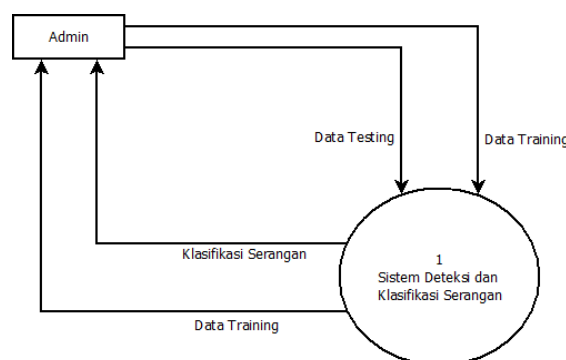 Admin
Data Testing
Data Training
Klasifikasi Serangan
1
Sistem Deteksi dan
Klasifikasi Serangan
Data Training